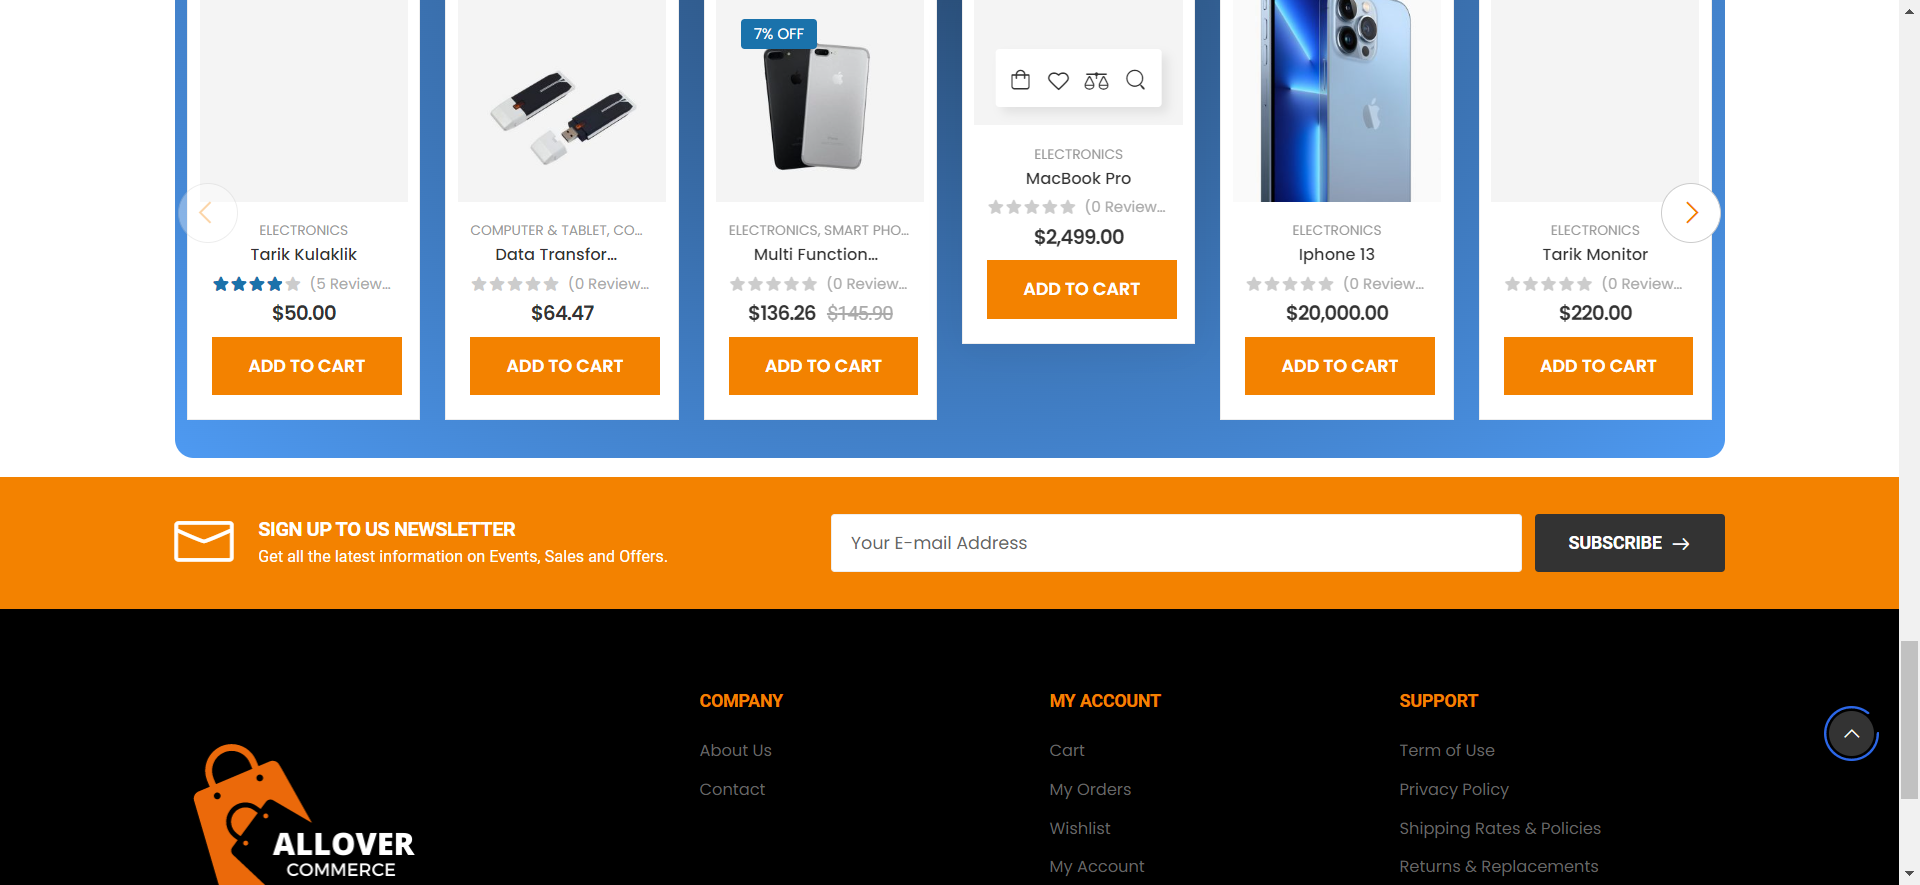 7% OFF
ELECTRONICS
Tarik Kulaklik
(5 Review...
$50.00
ADD TO CART
COMPUTER & TABLET, CO...
Data Transfor...
(0 Review...
$64.47
ADD TO CART
ELECTRONICS, SMART PHO...
Multi Function...
(0 Review...
$136.26 $145.90
ADD TO CART
ELECTRONICS
MacBook Pro
(0 Review...
$2,499.00
ADD TO CART
ELECTRONICS
Iphone 13
(0 Review...
$20,000.00
ADD TO CART
ELECTRONICS
Tarik Monitor
(0 Review...
$220.00
ADD TO CART
SIGN UP TO US NEWSLETTER
Get all the latest information on Events, Sales and Offers.
Your E-mail Address
SUBSCRIBE
ALLOVER
COMMERCE
COMPANY
About Us
Contact
MY ACCOUNT
Cart
My Orders
Wishlist
My Account
SUPPORT
Term of Use
Privacy Policy
Shipping Rates & Policies
Returns & Replacements